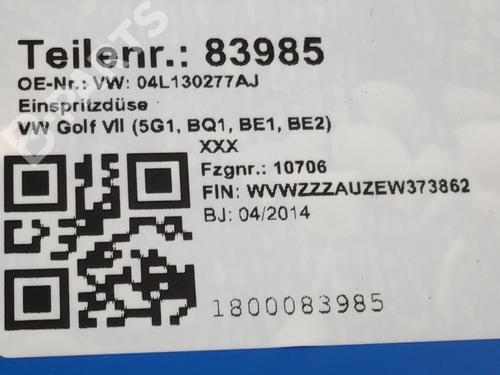 Teilenr.: 83985
OE-Nr.: VW: 04L130277AJ
Einspritzdüse
VW Golf VII (5G1, BQ1, BE1, BE2)
XXX
Fzgnr.: 10706
FIN: WVWZZZAUZEW373862
BJ: 04/2014
1800083985
B-PARTS